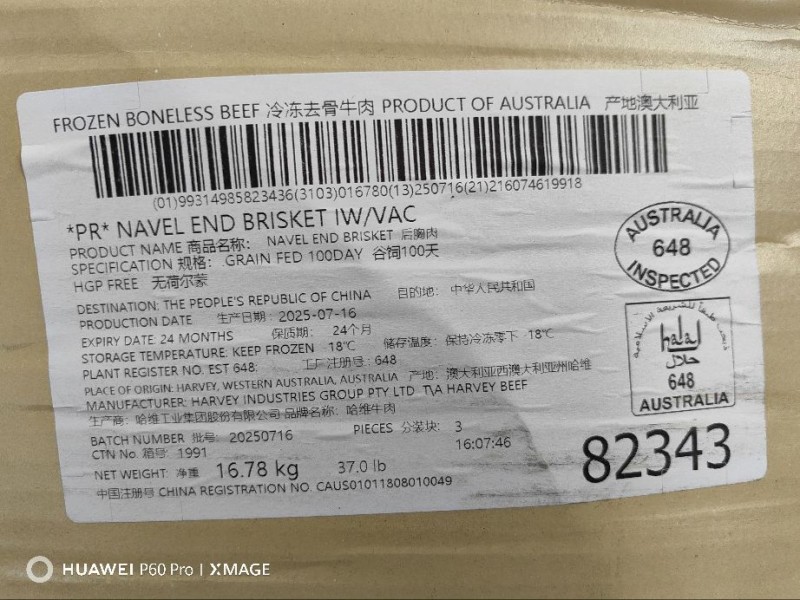 FROZEN BONELESS BEEF 冷冻去骨牛肉 PRODUCT OF AUSTRALIA 产地澳大利亚
(01)99314985823436(3103)016780(13)250716(21)216074619918
*PR* NAVEL END BRISKET IW/VAC
PRODUCT NAME 商品名称: NAVEL END BRISKET 后胸肉
SPECIFICATION 规格: GRAIN FED 100DAY 谷饲100天
HGP FREE 无荷尔蒙
DESTINATION: THE PEOPLE'S REPUBLIC OF CHINA 目的地: 中华人民共和国
PRODUCTION DATE 生产日期: 2025-07-16
EXPIRY DATE: 24 MONTHS 保质期: 24个月
STORAGE TEMPERATURE: KEEP FROZEN -18℃ 储存温度: 保持冷冻零下 -18℃
PLANT REGISTER NO. EST 648: 工厂注册号: 648
PLACE OF ORIGIN: HARVEY, WESTERN AUSTRALIA, AUSTRALIA 产地: 澳大利亚西澳大利亚州哈维
MANUFACTURER: HARVEY INDUSTRIES GROUP PTY LTD T\A HARVEY BEEF
生产商: 哈维工业集团股份有限公司 品牌名称: 哈维牛肉
BATCH NUMBER 批号: 20250716 PIECES 分装块: 3
CTN No. 箱号: 1991 16:07:46
NET WEIGHT: 净重 16.78 kg 37.0 lb
中国注册号 CHINA REGISTRATION NO. CAUS01011808010049
AUSTRALIA
648
INSPECTED
halal
حلال
648
AUSTRALIA
82343
HUAWEI P60 Pro | XMAGE